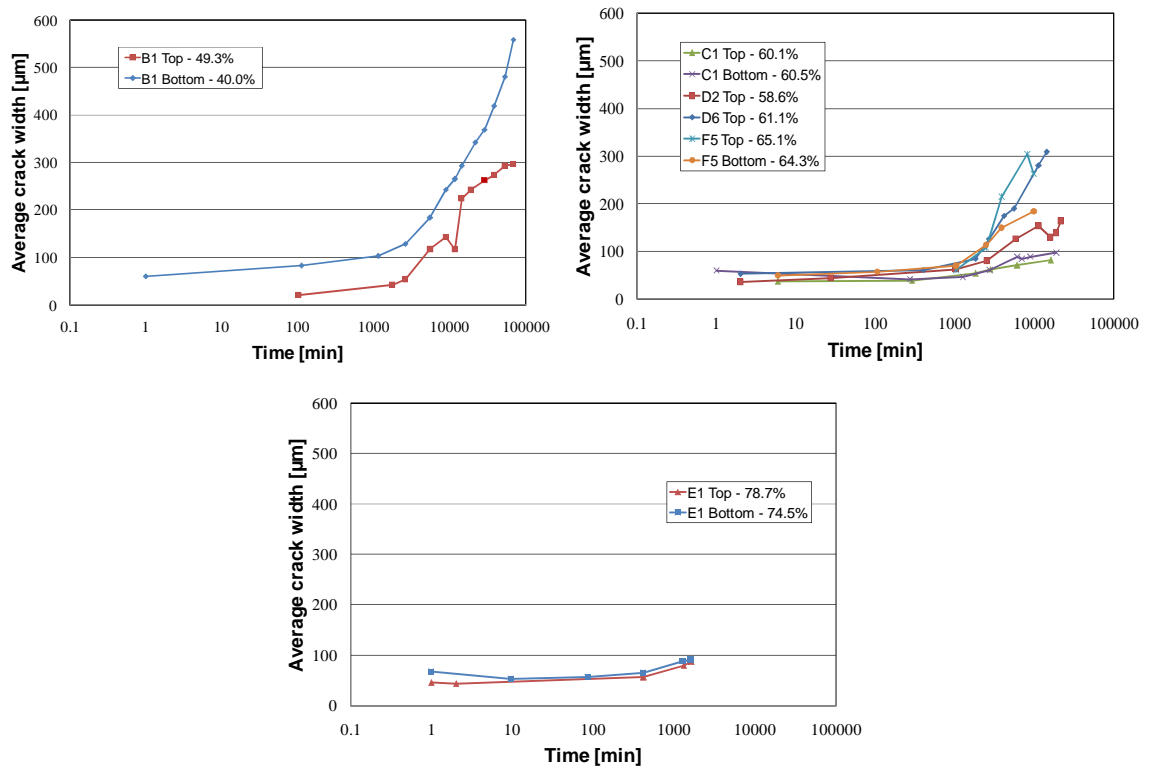 600
500
400
300
200
100
0
Average crack width [µm]
B1 Top - 49.3%
B1 Bottom - 40.0%
0.1 1 10 100 1000 10000 100000
Time [min]
600
500
400
300
200
100
0
Average crack width [µm]
C1 Top - 60.1%
C1 Bottom - 60.5%
D2 Top - 58.6%
D6 Top - 61.1%
F5 Top - 65.1%
F5 Bottom - 64.3%
0.1 1 10 100 1000 10000 100000
Time [min]
600
500
400
300
200
100
0
Average crack width [µm]
E1 Top - 78.7%
E1 Bottom - 74.5%
0.1 1 10 100 1000 10000 100000
Time [min]